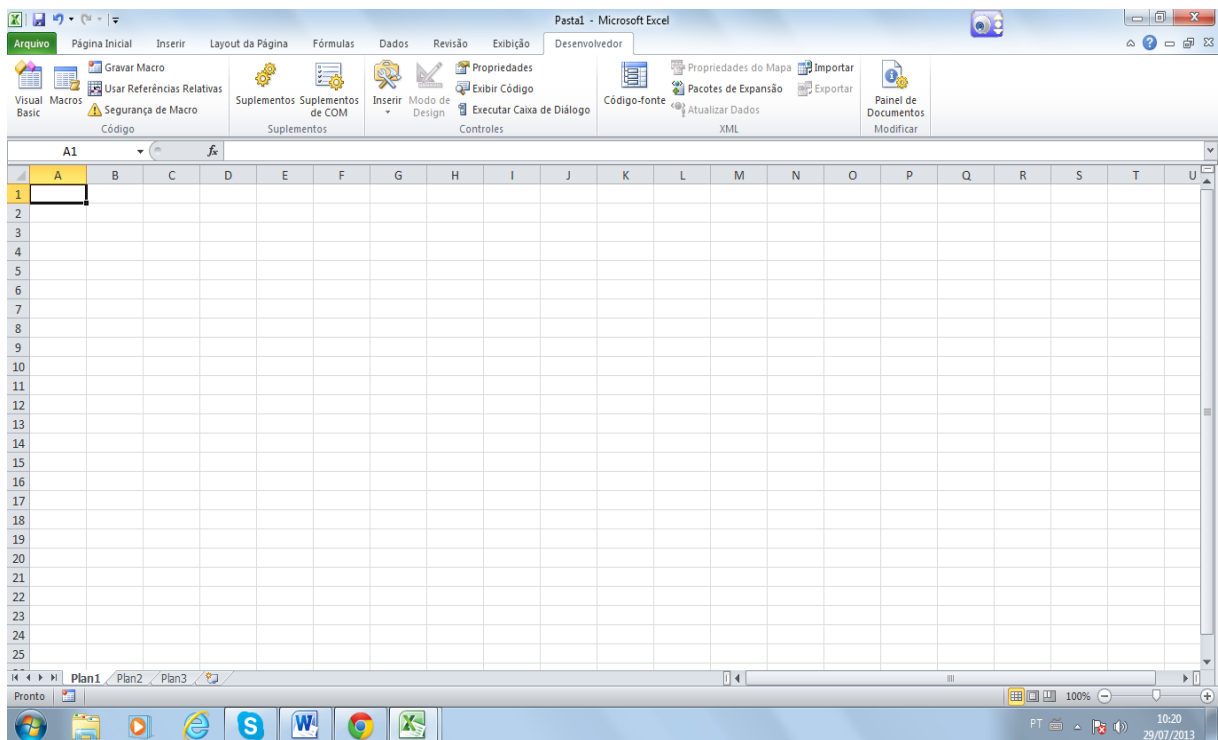 Pasta1 - Microsoft Excel
Arquivo Página Inicial Inserir Layout da Página Fórmulas Dados Revisão Exibição Desenvolvedor
Visual Basic
Macros
Gravar Macro
Usar Referências Relativas
Segurança de Macro
Código
Suplementos
Suplementos de COM
Suplementos
Inserir
Modo de Design
Propriedades
Exibir Código
Executar Caixa de Diálogo
Controles
Código-fonte
Propriedades do Mapa
Pacotes de Expansão
Atualizar Dados
Importar
Exportar
XML
Painel de Documentos
Modificar
A1 fx
A B C D E F G H I J K L M N O P Q R S T U
1
2
3
4
5
6
7
8
9
10
11
12
13
14
15
16
17
18
19
20
21
22
23
24
25
Plan1 Plan2 Plan3
Pronto 100%
PT 10:20
29/07/2013